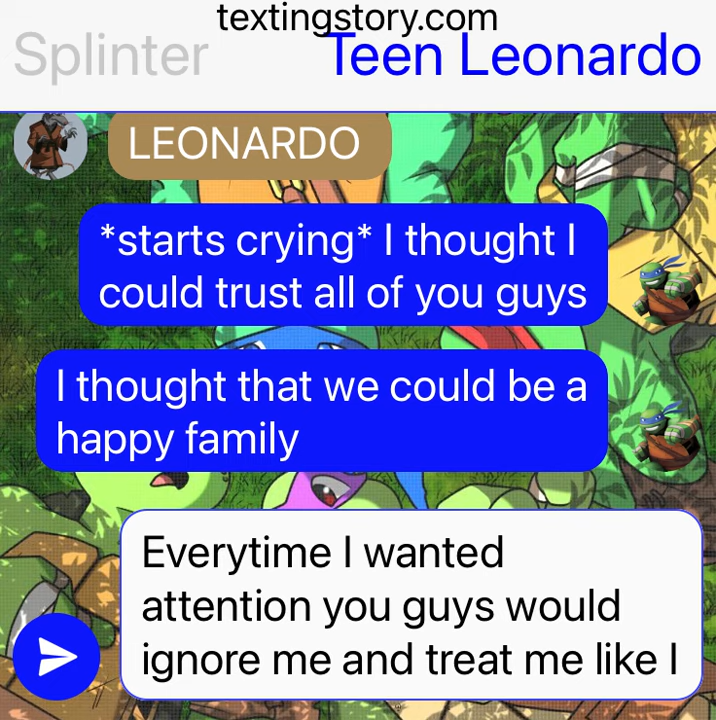 textingstory.com
Splinter
Teen Leonardo
LEONARDO
*starts crying* I thought I
could trust all of you guys
I thought that we could be a
happy family
Everytime I wanted
attention you guys would
ignore me and treat me like I